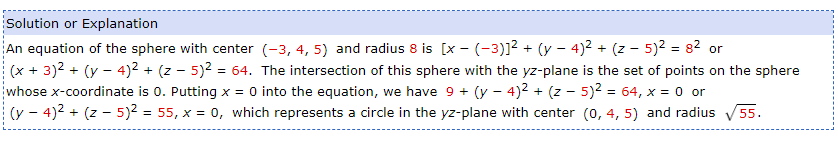 Solution or Explanation
An equation of the sphere with center (−3, 4, 5) and radius 8 is [x − (−3)]² + (y − 4)² + (z − 5)² = 8² or
(x + 3)² + (y − 4)² + (z − 5)² = 64. The intersection of this sphere with the yz-plane is the set of points on the sphere
whose x-coordinate is 0. Putting x = 0 into the equation, we have 9 + (y − 4)² + (z − 5)² = 64, x = 0 or
(y − 4)² + (z − 5)² = 55, x = 0, which represents a circle in the yz-plane with center (0, 4, 5) and radius √55.